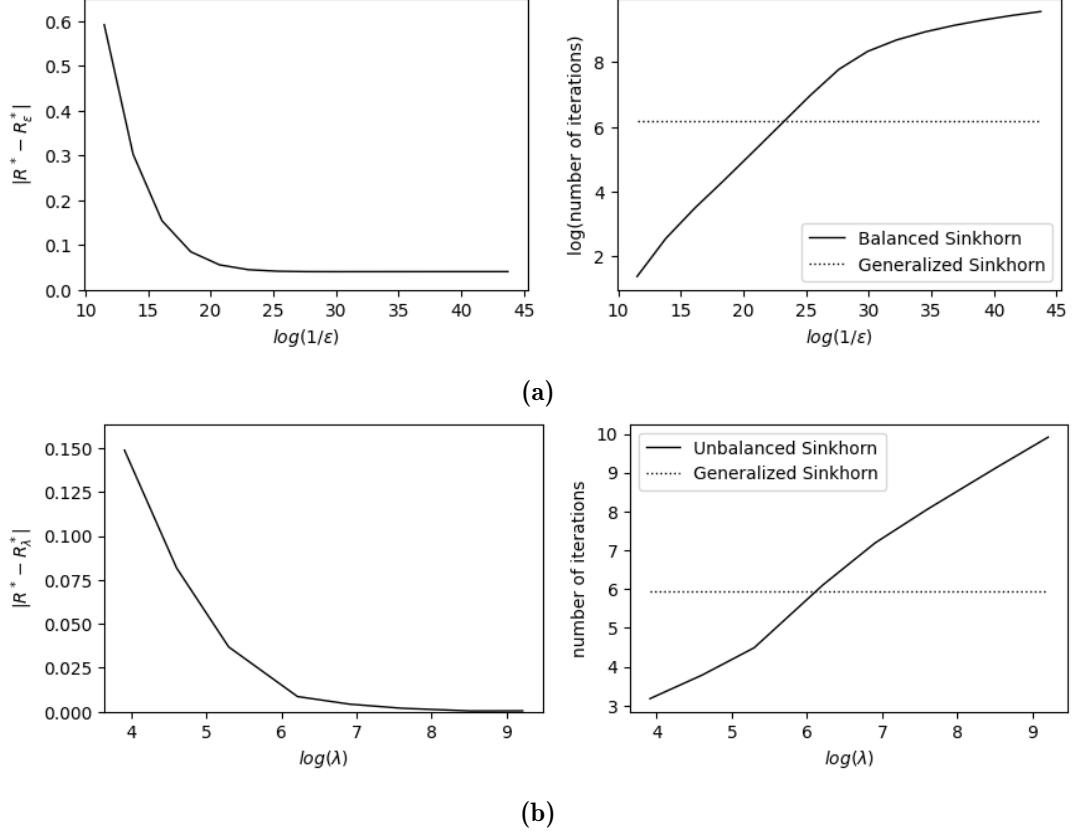 0.6
0.5
0.4
0.3
0.2
0.1
0.0
|R* − R*ε|
10 15 20 25 30 35 40 45
log(1/ε)
8
6
4
2
log(number of iterations)
Balanced Sinkhorn
Generalized Sinkhorn
10 15 20 25 30 35 40 45
log(1/ε)
(a)
0.150
0.125
0.100
0.075
0.050
0.025
0.000
|R* − R*λ|
4 5 6 7 8 9
log(λ)
10
9
8
7
6
5
4
3
number of iterations
Unbalanced Sinkhorn
Generalized Sinkhorn
4 5 6 7 8 9
log(λ)
(b)